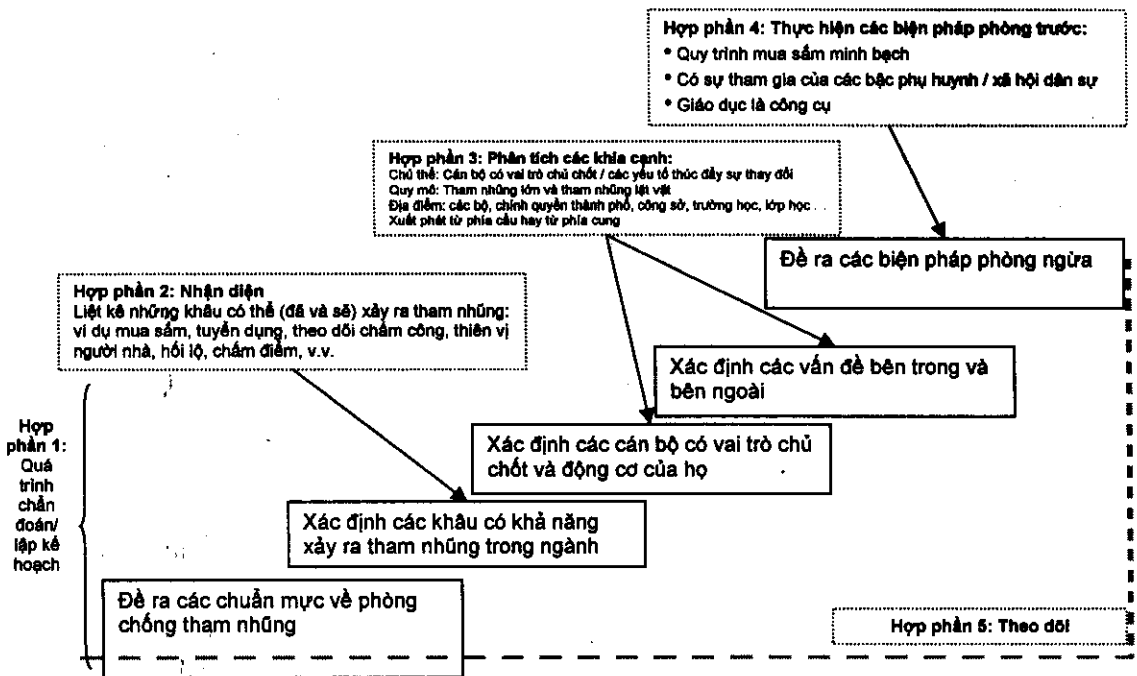 Hợp phần 4: Thực hiện các biện pháp phòng trước:
* Quy trình mua sắm minh bạch
* Có sự tham gia của các bậc phụ huynh / xã hội dân sự
* Giáo dục là công cụ
Hợp phần 3: Phân tích các khía cạnh:
Chủ thể: Cán bộ có vai trò chủ chốt / các yếu tố thúc đẩy sự thay đổi
Quy mô: Tham nhũng lớn và tham nhũng lặt vặt
Địa điểm: các bộ, chính quyền thành phố, công sở, trường học, lớp học . .
Xuất phát từ phía cầu hay từ phía cung
Đề ra các biện pháp phòng ngừa
Hợp phần 2: Nhận diện
Liệt kê những khâu có thể (đã và sẽ) xảy ra tham nhũng:
ví dụ mua sắm, tuyển dụng, theo dõi chấm công, thiên vị
người nhà, hối lộ, chấm điểm, v.v.
Xác định các vấn đề bên trong và
bên ngoài
Hợp
phần 1:
Quá
trình
chẩn
đoán/
lập kế
hoạch
Xác định các cán bộ có vai trò chủ
chốt và động cơ của họ
Xác định các khâu có khả năng
xảy ra tham nhũng trong ngành
Đề ra các chuẩn mực về phòng
chống tham nhũng
Hợp phần 5: Theo dõi